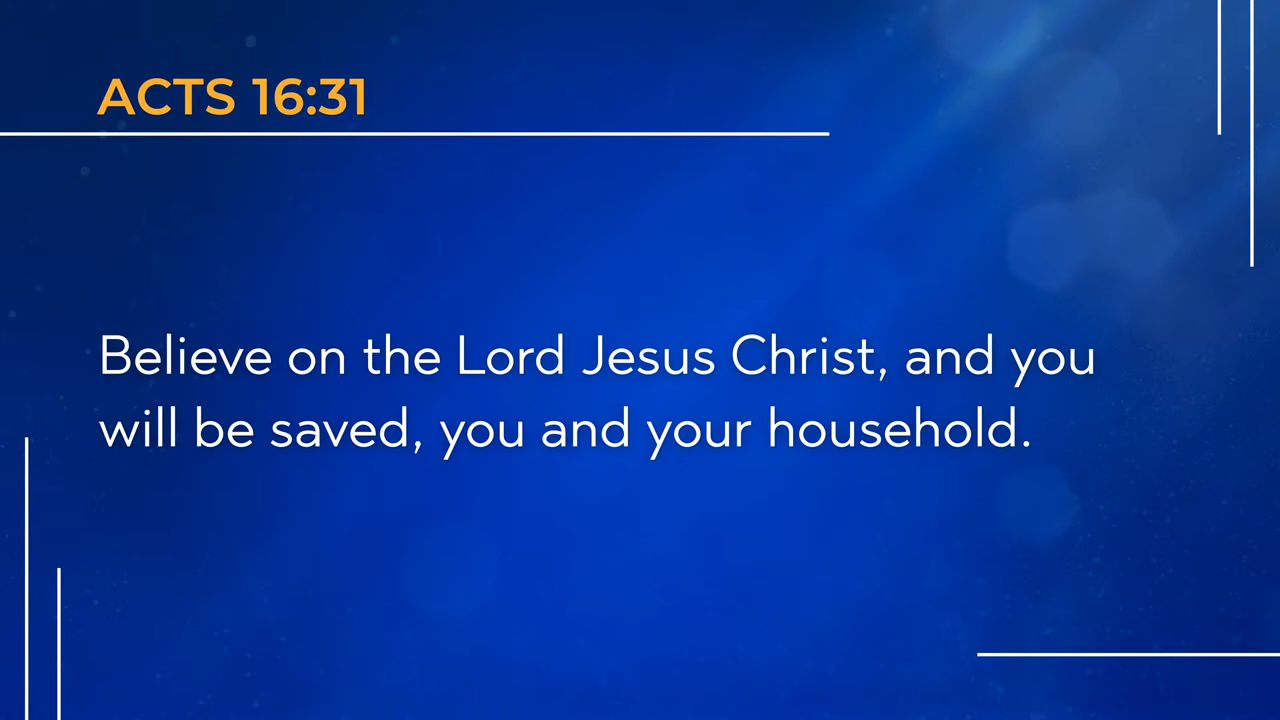 ACTS 16:31
Believe on the Lord Jesus Christ, and you
will be saved, you and your household.